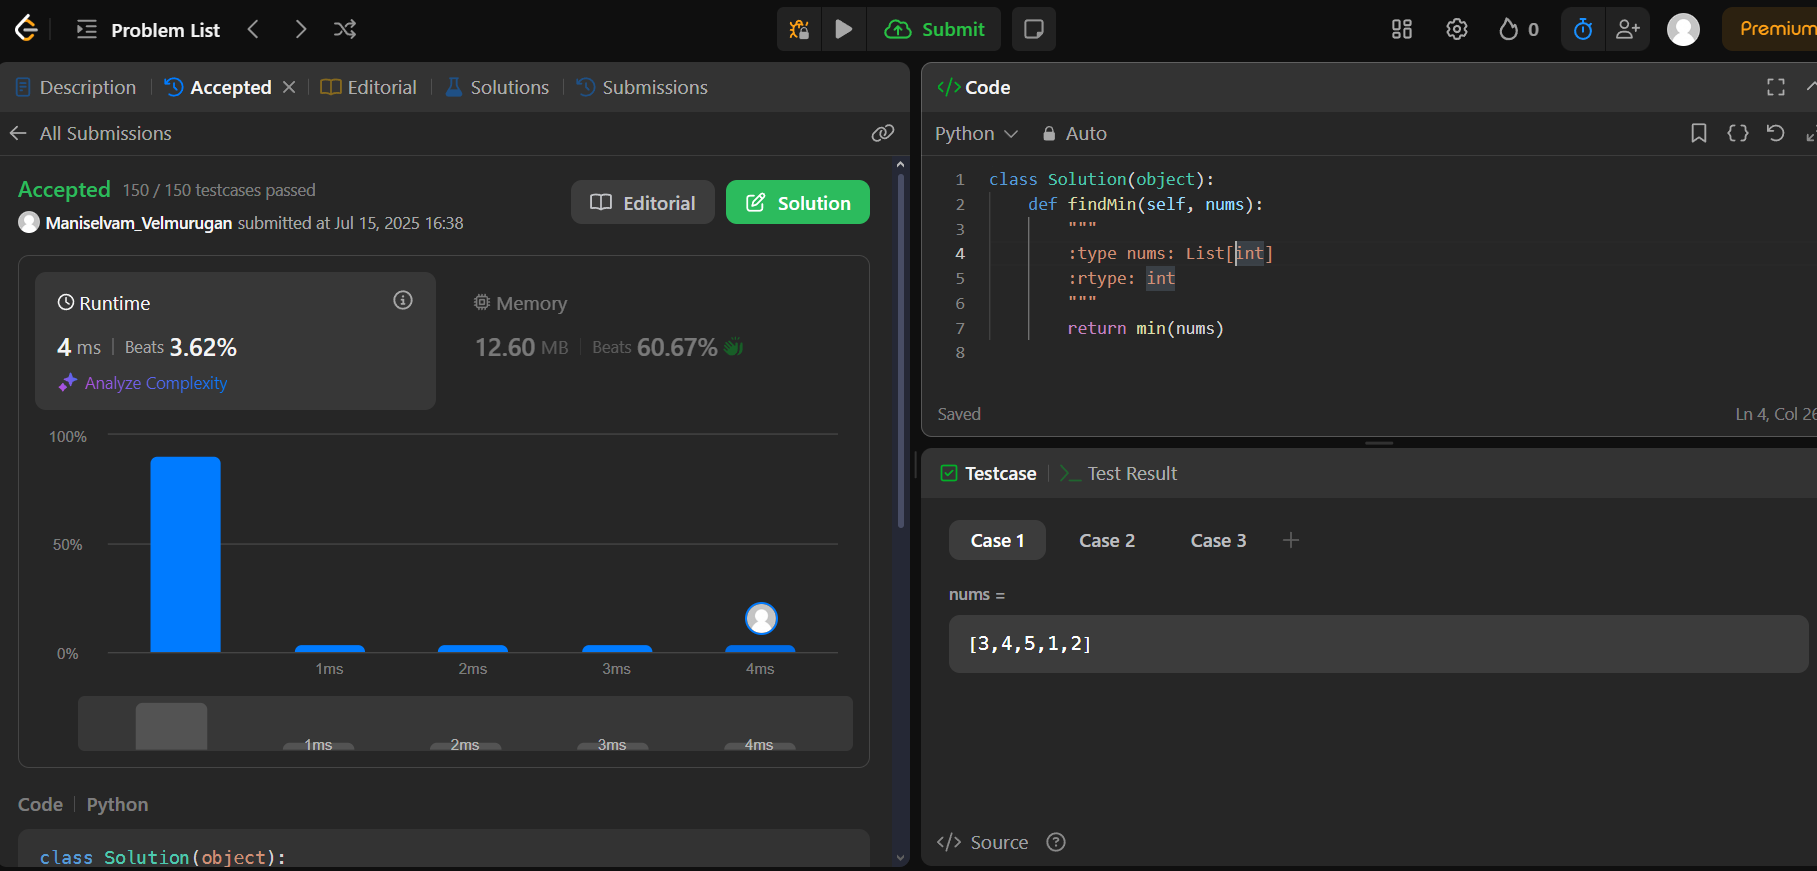 Problem List
Submit
0
Premium
Description
Accepted
Editorial
Solutions
Submissions
All Submissions
Accepted 150 / 150 testcases passed
Maniselvam_Velmurugan submitted at Jul 15, 2025 16:38
Editorial
Solution
Runtime
4 ms | Beats 3.62%
Analyze Complexity
Memory
12.60 MB | Beats 60.67%
100%
50%
0%
1ms 2ms 3ms 4ms
1ms 2ms 3ms 4ms
Code | Python
class Solution(object):
</> Code
Python
Auto
1 class Solution(object):
2     def findMin(self, nums):
3         """
4         :type nums: List[int]
5         :rtype: int
6         """
7         return min(nums)
8
Saved
Ln 4, Col 26
Testcase
>_ Test Result
Case 1 Case 2 Case 3 +
nums =
[3,4,5,1,2]
</> Source ?